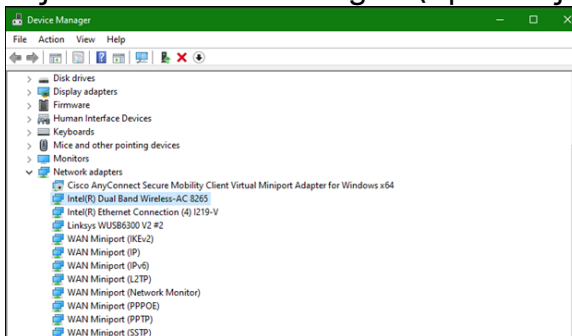 Device Manager
File Action View Help
Disk drives
Display adapters
Firmware
Human Interface Devices
Keyboards
Mice and other pointing devices
Monitors
Network adapters
Cisco AnyConnect Secure Mobility Client Virtual Miniport Adapter for Windows x64
Intel(R) Dual Band Wireless-AC 8265
Intel(R) Ethernet Connection (4) I219-V
Linksys WUSB6300 V2 #2
WAN Miniport (IKEv2)
WAN Miniport (IP)
WAN Miniport (IPv6)
WAN Miniport (L2TP)
WAN Miniport (Network Monitor)
WAN Miniport (PPPOE)
WAN Miniport (PPTP)
WAN Miniport (SSTP)